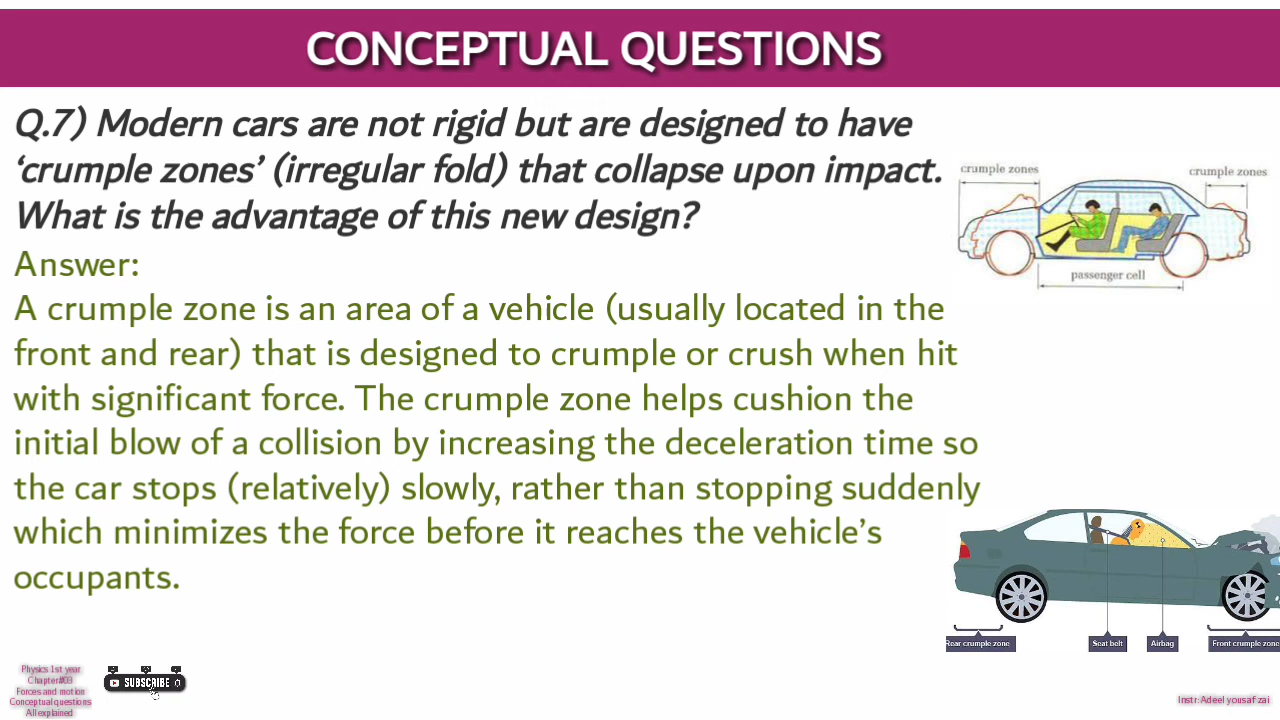 CONCEPTUAL QUESTIONS
Q.7) Modern cars are not rigid but are designed to have
‘crumple zones’ (irregular fold) that collapse upon impact.
What is the advantage of this new design?
Answer:
A crumple zone is an area of a vehicle (usually located in the
front and rear) that is designed to crumple or crush when hit
with significant force. The crumple zone helps cushion the
initial blow of a collision by increasing the deceleration time so
the car stops (relatively) slowly, rather than stopping suddenly
which minimizes the force before it reaches the vehicle’s
occupants.
crumple zones
crumple zones
passenger cell
Rear crumple zone
Seat belt
Airbag
Front crumple zone
Physics 1st year
Chapter#03
Forces and motion
Conceptual questions
All explained
SUBSCRIBE
Instr:Adeel yousaf zai